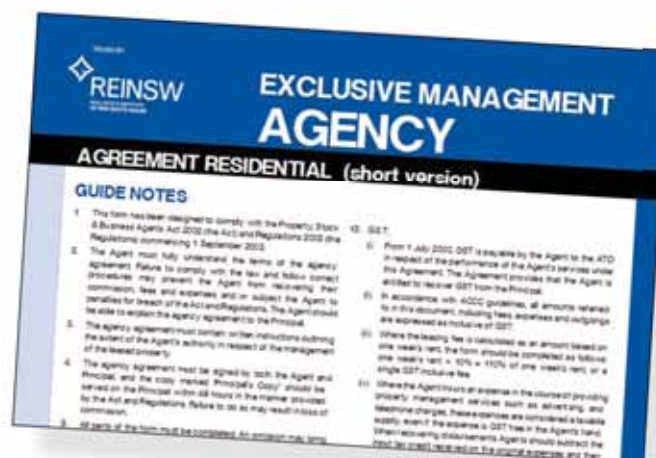 REINSW
EXCLUSIVE MANAGEMENT
AGENCY
AGREEMENT RESIDENTIAL (short version)
GUIDE NOTES
1. This form has been designed to comply with the Property, Stock
& Business Agents Act 2002 (the Act) and Regulations 2003 (the
Regulations) commencing 1 September 2003.
2. The Agent must fully understand the terms of the agency
agreement. Failure to comply with the law and follow correct
procedures may prevent the Agent from recovering their
commission, fees and expenses and or subject the Agent to
penalties for breach of the Act and Regulations. The Agent should
be able to explain the agency agreement to the Principal.
3. The agency agreement must contain written instructions outlining
the extent of the Agent's authority in respect of the management
of the leased property.
4. The agency agreement must be signed by both the Agent and
Principal, and the copy marked Principal's Copy' should be
served on the Principal within 48 hours in the manner provided
by the Act and Regulations. Failure to do so may result in loss of
commission.
5. All parts of the form must be completed. An omission may
GST:
(i) From 1 July 2000, GST is payable by the Agent to the ATO
in respect of the performance of the Agent's services under
this Agreement. The Agreement provides that the Agent is
entitled to recover GST from the Principal.
(ii) In accordance with ACCC guidelines, all amounts referred
to in this document, including fees, expenses and outgoings
are expressed as inclusive of GST.
(iii) Where the leasing fee is calculated as an amount based on
one week's rent, the form should be completed as follows:
one week's rent + 10% = 110% of one week's rent, or a
single GST inclusive fee.
(iv) Where the Agent incurs an expense in the course of providing
property management services such as advertising, and
telephone charges, these expenses are considered a taxable
supply, even if the expense is GST free in the Agent's hand.
When recovering disbursements Agents should subtract the
input tax credit received on the original expense and then